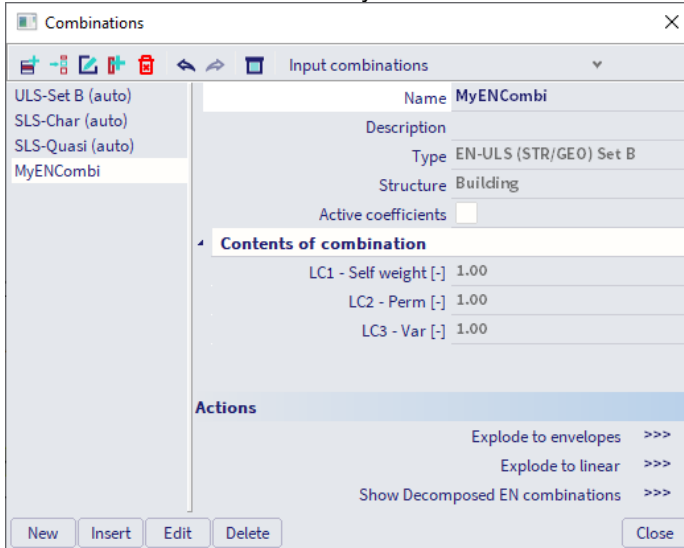 Combinations
Input combinations
ULS-Set B (auto)
SLS-Char (auto)
SLS-Quasi (auto)
MyENCombi
Name MyENCombi
Description
Type EN-ULS (STR/GEO) Set B
Structure Building
Active coefficients
Contents of combination
LC1 - Self weight [-] 1.00
LC2 - Perm [-] 1.00
LC3 - Var [-] 1.00
Actions
Explode to envelopes >>>
Explode to linear >>>
Show Decomposed EN combinations >>>
New Insert Edit Delete Close